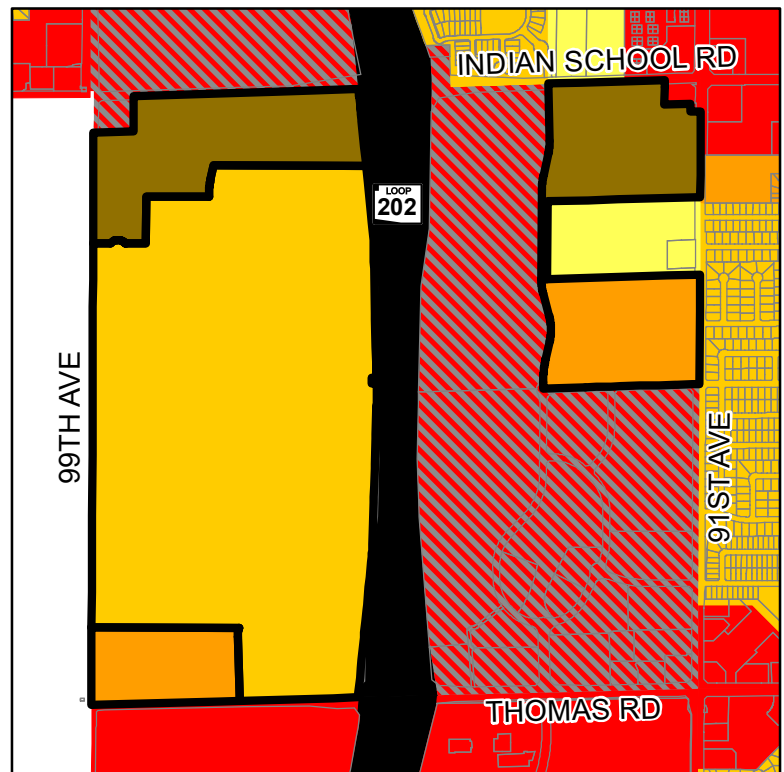 INDIAN SCHOOL RD
LOOP
202
99TH AVE
91ST AVE
THOMAS RD